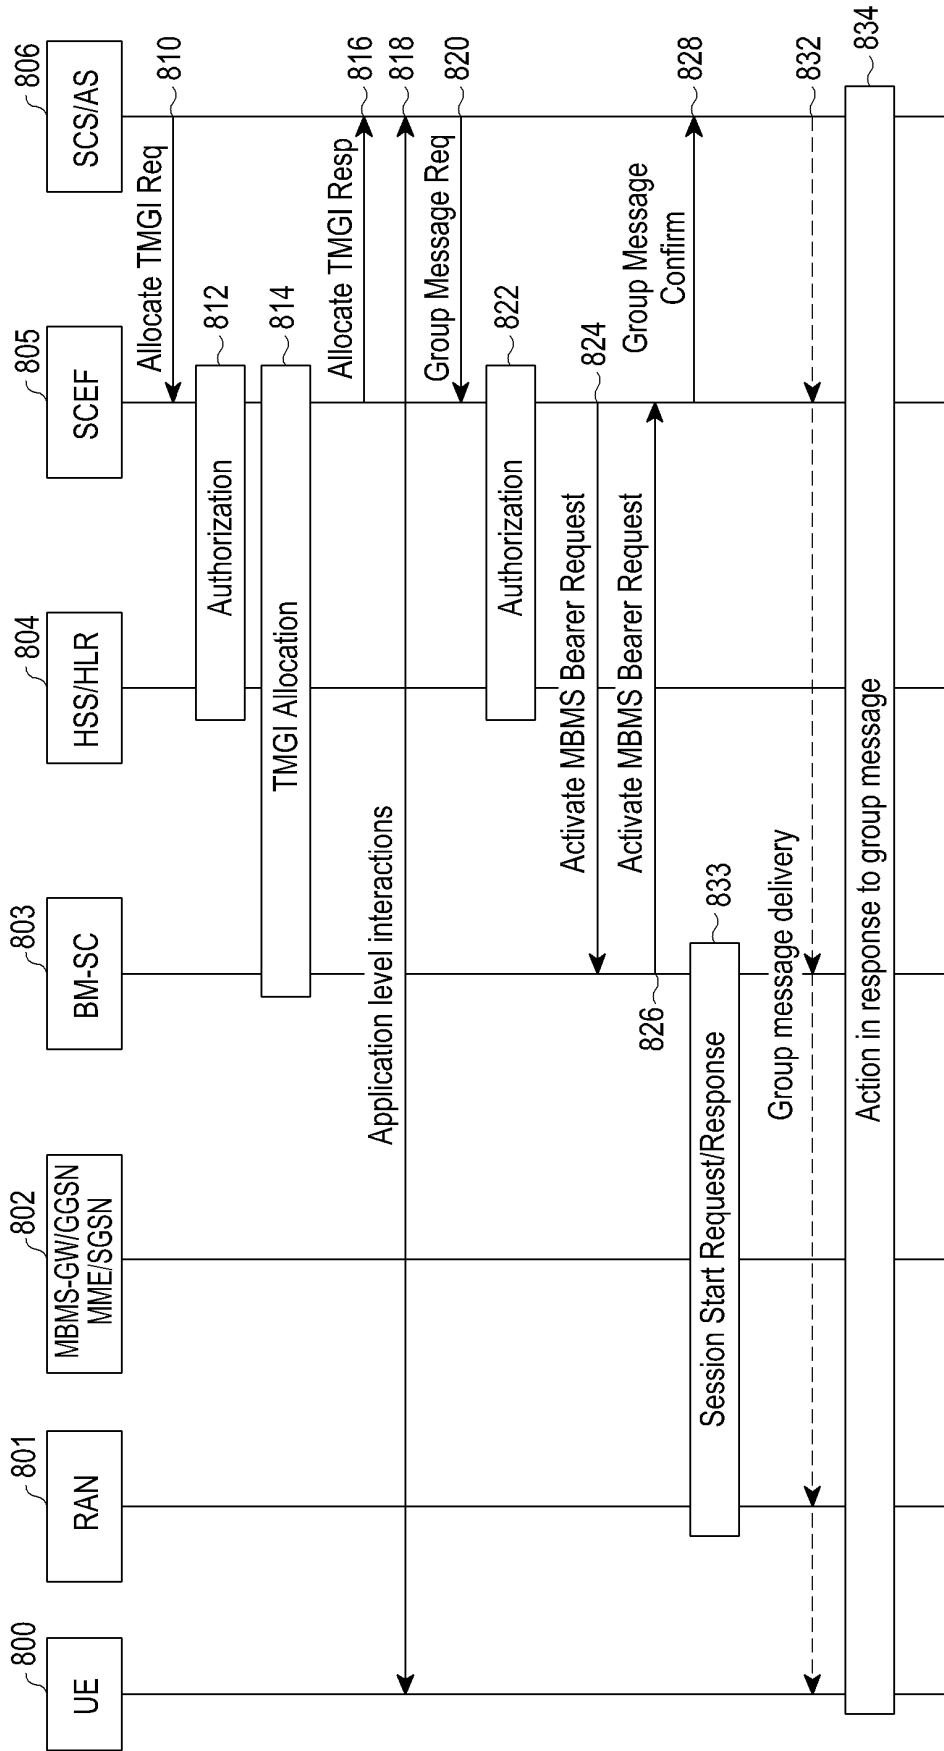 800
UE
801
RAN
802
MBMS-GW/GGSN
MME/SGSN
803
BM-SC
804
HSS/HLR
805
SCEF
806
SCS/AS
Allocate TMGI Req
810
Authorization
812
TMGI Allocation
814
Allocate TMGI Resp
816
Application level interactions
818
Group Message Req
820
Authorization
822
Activate MBMS Bearer Request
824
Activate MBMS Bearer Request
826
Group Message
Confirm
828
Session Start Request/Response
833
Group message delivery
832
Action in response to group message
834